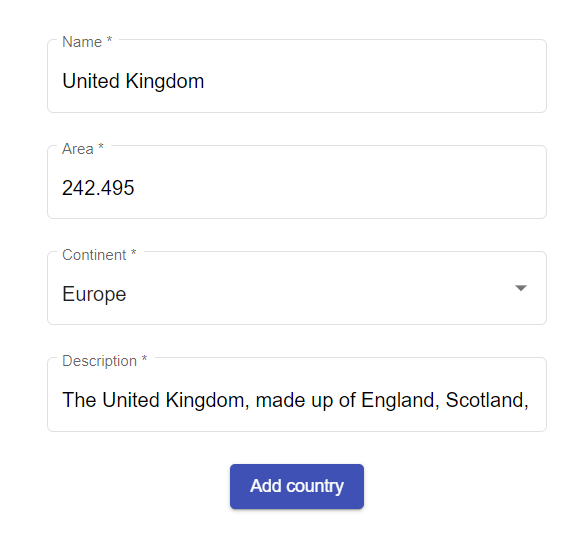 Name *
United Kingdom
Area *
242.495
Continent *
Europe
Description *
The United Kingdom, made up of England, Scotland,
Add country